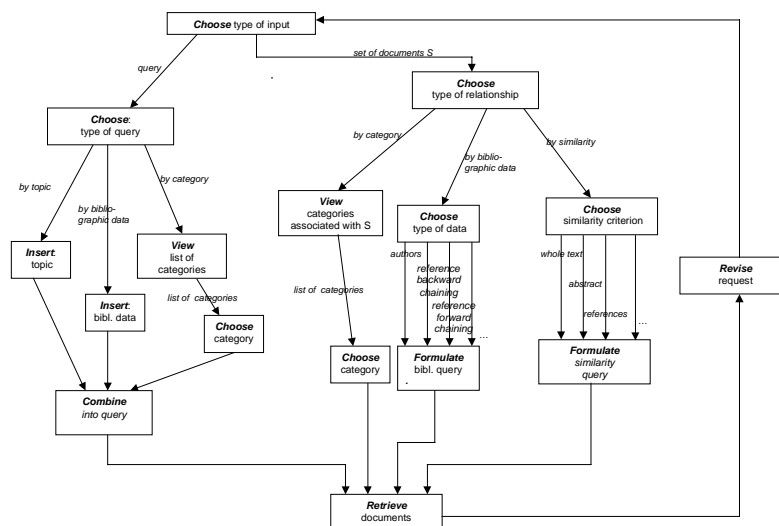 Choose type of input
set of documents S
query
Choose
type of relationship
Choose:
type of query
by category
by biblio-
graphic data
by similarity
by topic
by biblio-
graphic data
by category
View
categories
associated with S
Choose
type of data
Choose
similarity criterion
Insert:
topic
View
list of
categories
authors
reference
backward
chaining
reference
forward
chaining
...
whole text
abstract
references
...
Revise
request
list of categories
list of categories
Insert:
bibl. data
Choose
category
Choose
category
Formulate
bibl. query
Formulate
similarity
query
Combine
into query
Retrieve
documents